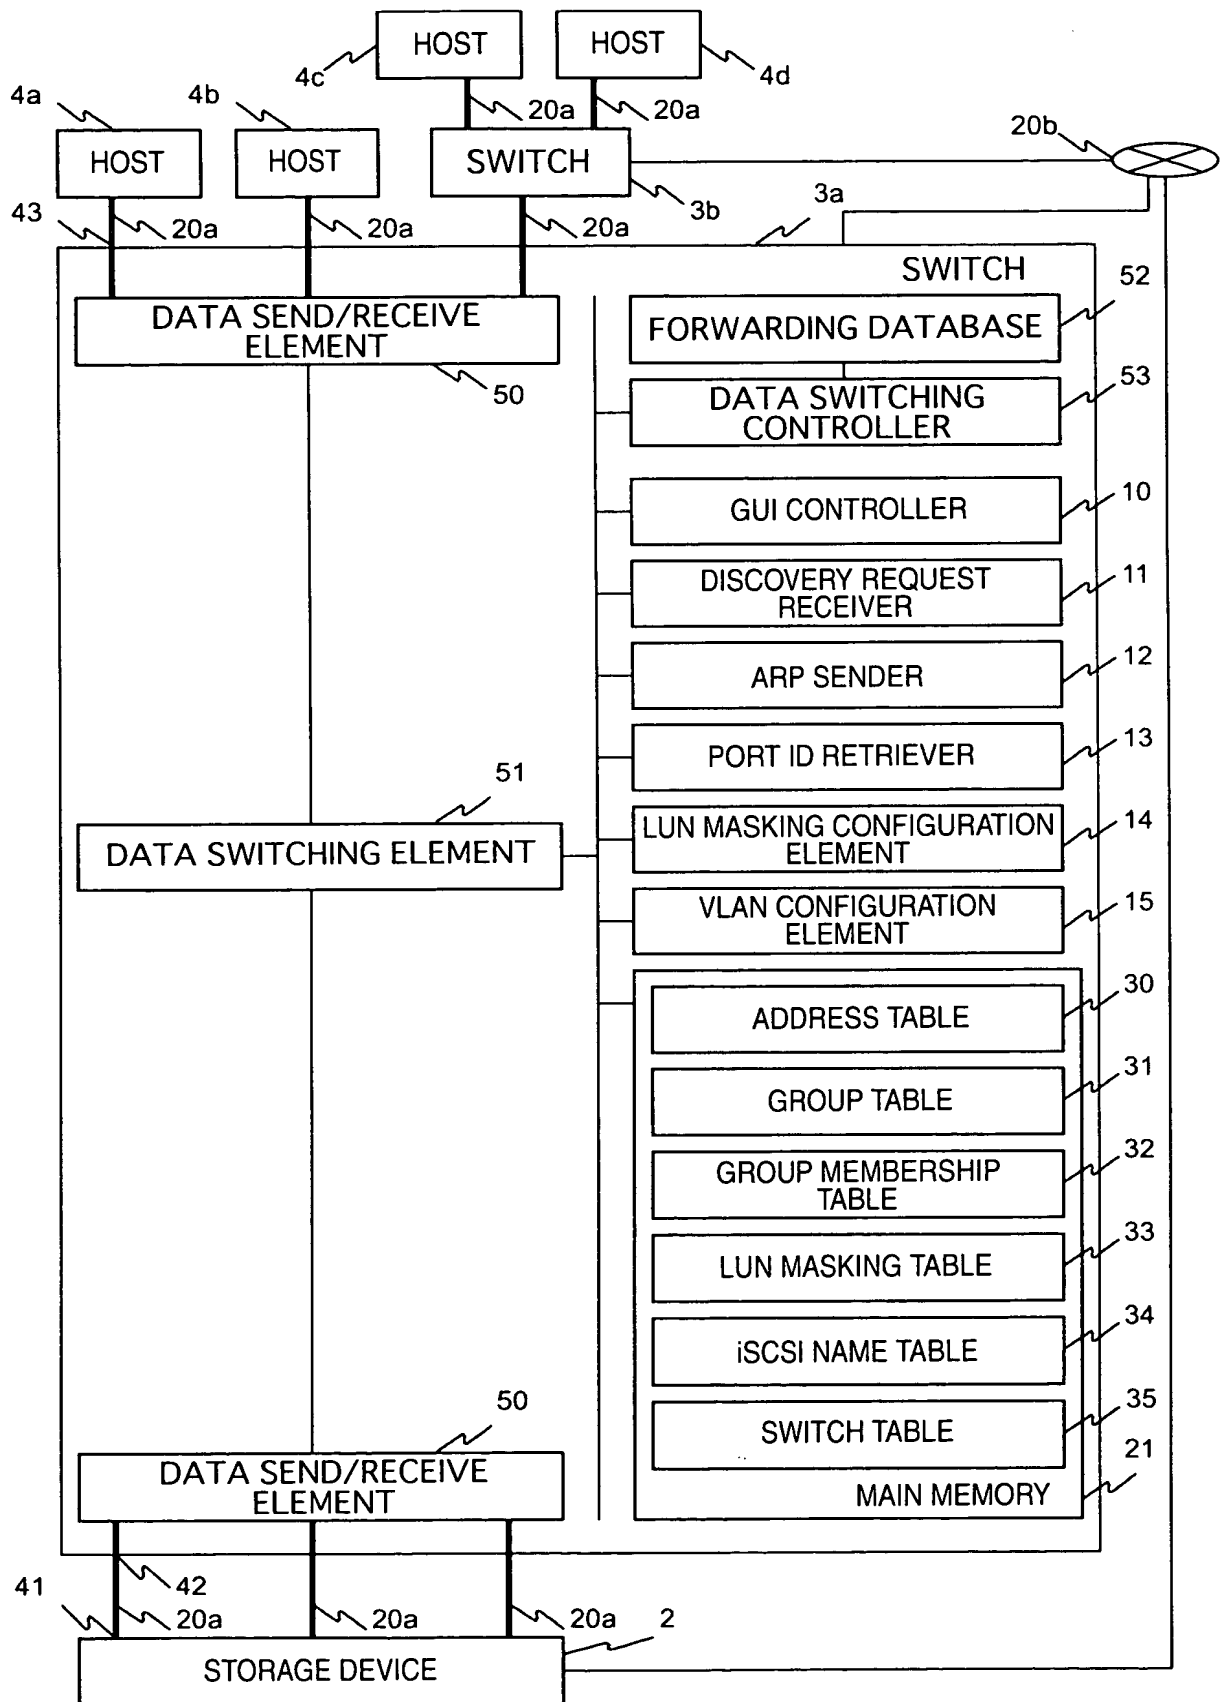 HOST
HOST
4c
4d
4a
4b
20a
20a
20b
HOST
HOST
SWITCH
3b
3a
43
20a
20a
20a
SWITCH
52
DATA SEND/RECEIVE
ELEMENT
FORWARDING DATABASE
50
53
DATA SWITCHING
CONTROLLER
10
GUI CONTROLLER
11
DISCOVERY REQUEST
RECEIVER
12
ARP SENDER
13
PORT ID RETRIEVER
51
DATA SWITCHING ELEMENT
LUN MASKING CONFIGURATION
ELEMENT
14
VLAN CONFIGURATION
ELEMENT
15
30
ADDRESS TABLE
31
GROUP TABLE
32
GROUP MEMBERSHIP
TABLE
33
LUN MASKING TABLE
34
iSCSI NAME TABLE
35
SWITCH TABLE
21
MAIN MEMORY
50
DATA SEND/RECEIVE
ELEMENT
41
42
20a
20a
20a
2
STORAGE DEVICE